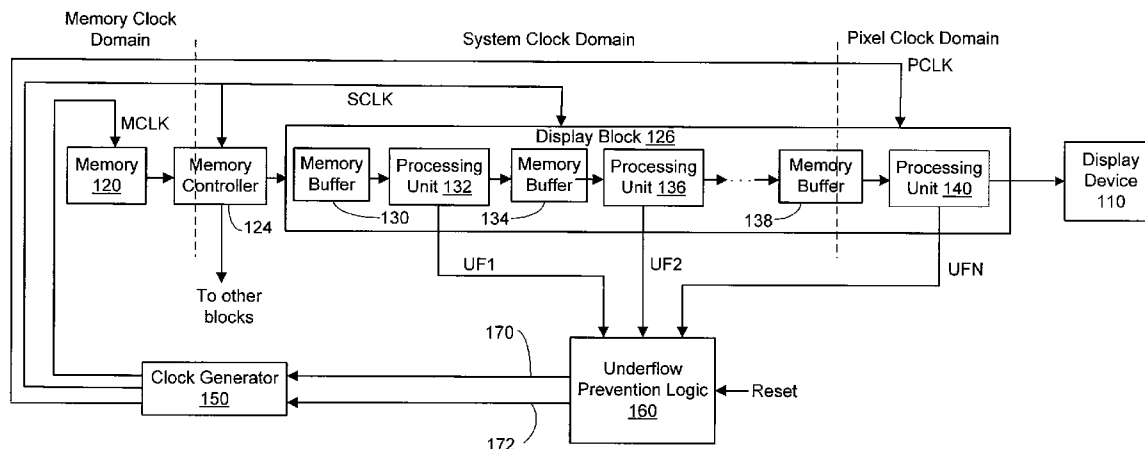 Memory Clock
Domain
System Clock Domain
Pixel Clock Domain
PCLK
SCLK
MCLK
Display Block 126
Memory
120
Memory
Controller
124
Memory
Buffer
130
Processing
Unit 132
Memory
Buffer
134
Processing
Unit 136
Memory
Buffer
138
Processing
Unit 140
Display
Device
110
UF1
UF2
UFN
To other
blocks
170
Clock Generator
150
172
Underflow
Prevention Logic
160
Reset